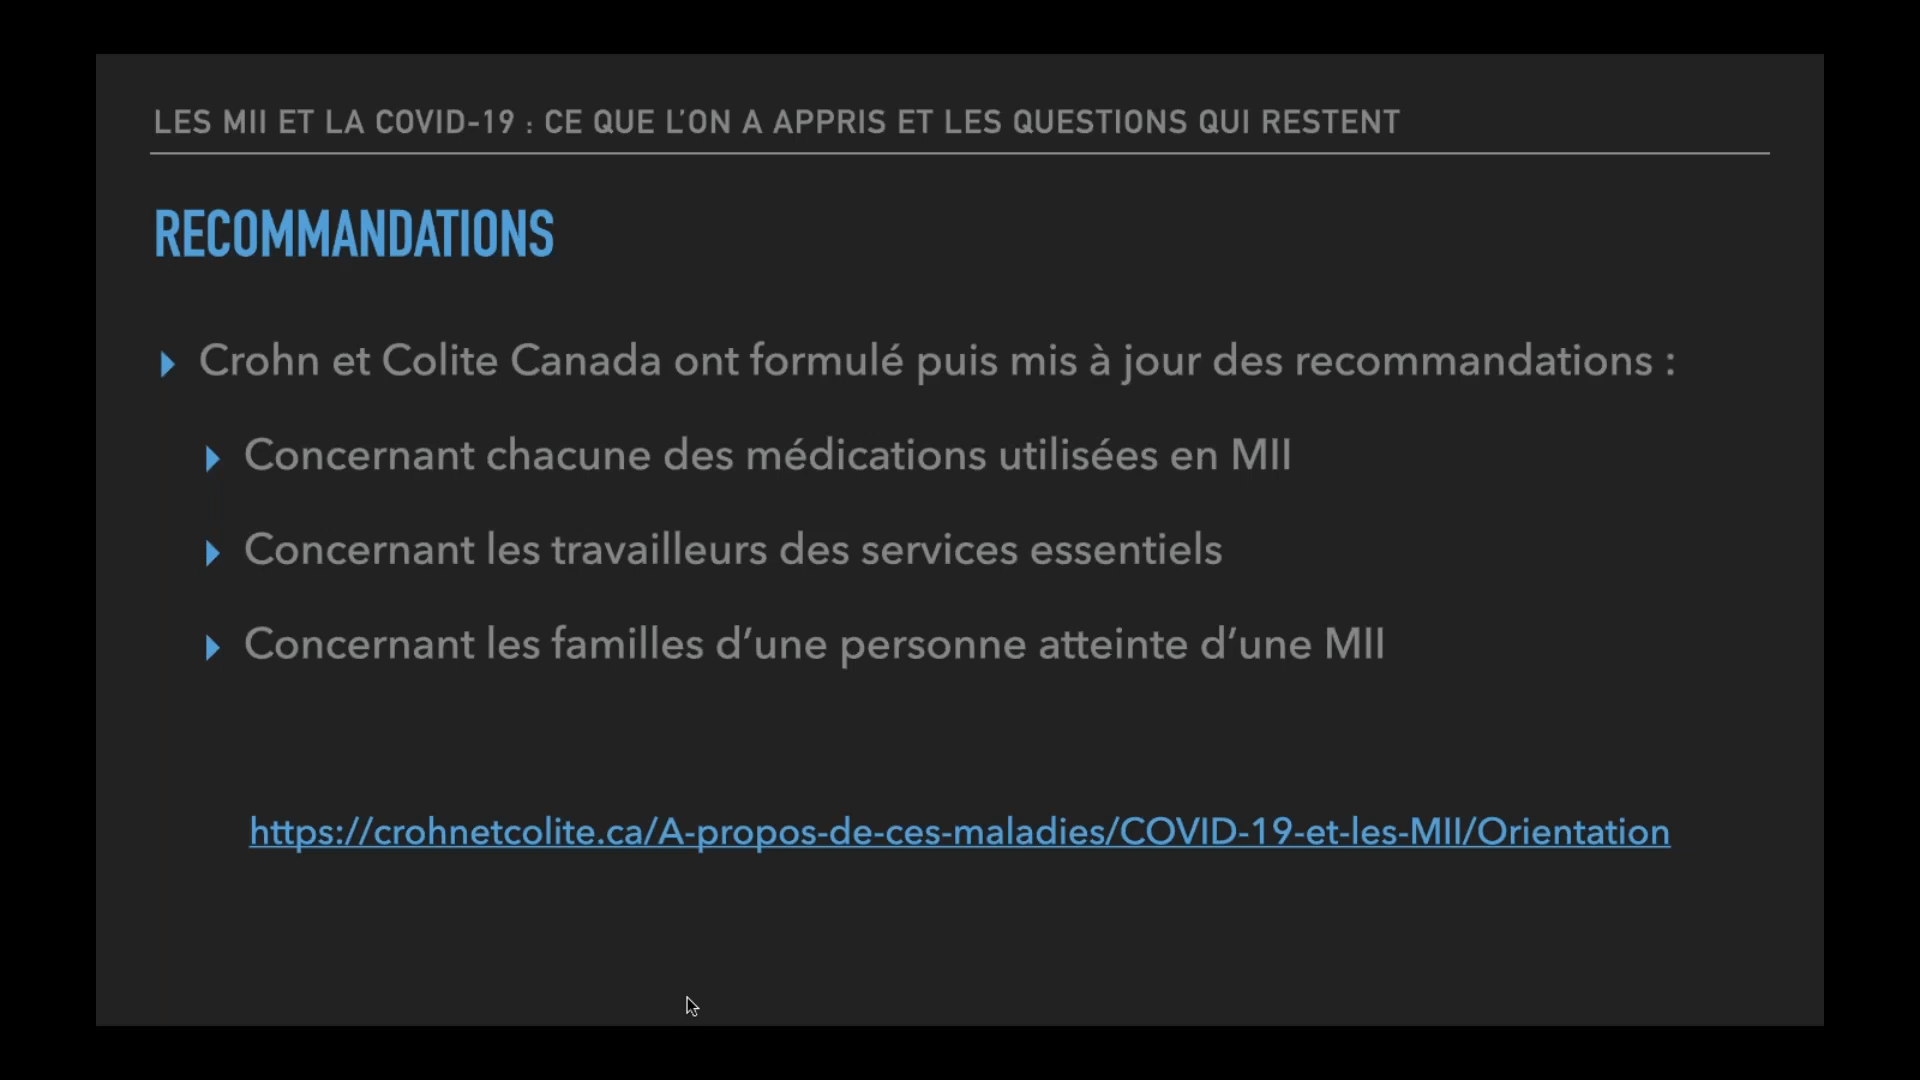 LES MII ET LA COVID-19 : CE QUE L’ON A APPRIS ET LES QUESTIONS QUI RESTENT
RECOMMANDATIONS
Crohn et Colite Canada ont formulé puis mis à jour des recommandations :
Concernant chacune des médications utilisées en MII
Concernant les travailleurs des services essentiels
Concernant les familles d’une personne atteinte d’une MII
https://crohnetcolite.ca/A-propos-de-ces-maladies/COVID-19-et-les-MII/Orientation